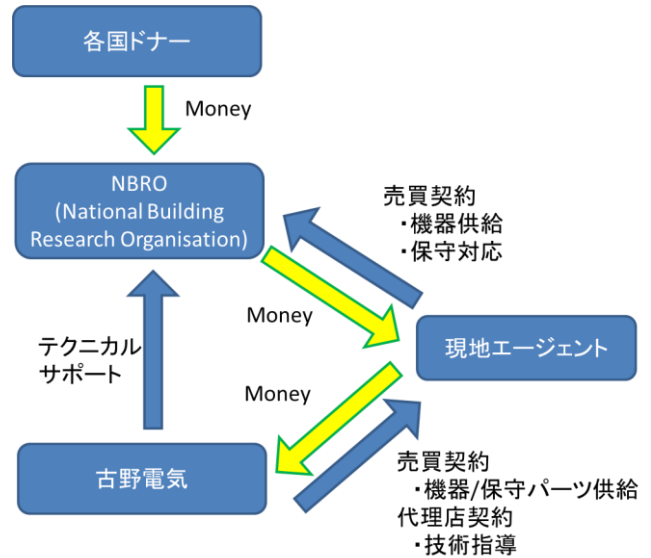 各国ドナー
Money
NBRO
(National Building
Research Organisation)
売買契約
・機器供給
・保守対応
Money
現地エージェント
テクニカル
サポート
Money
古野電気
売買契約
・機器/保守パーツ供給
代理店契約
・技術指導